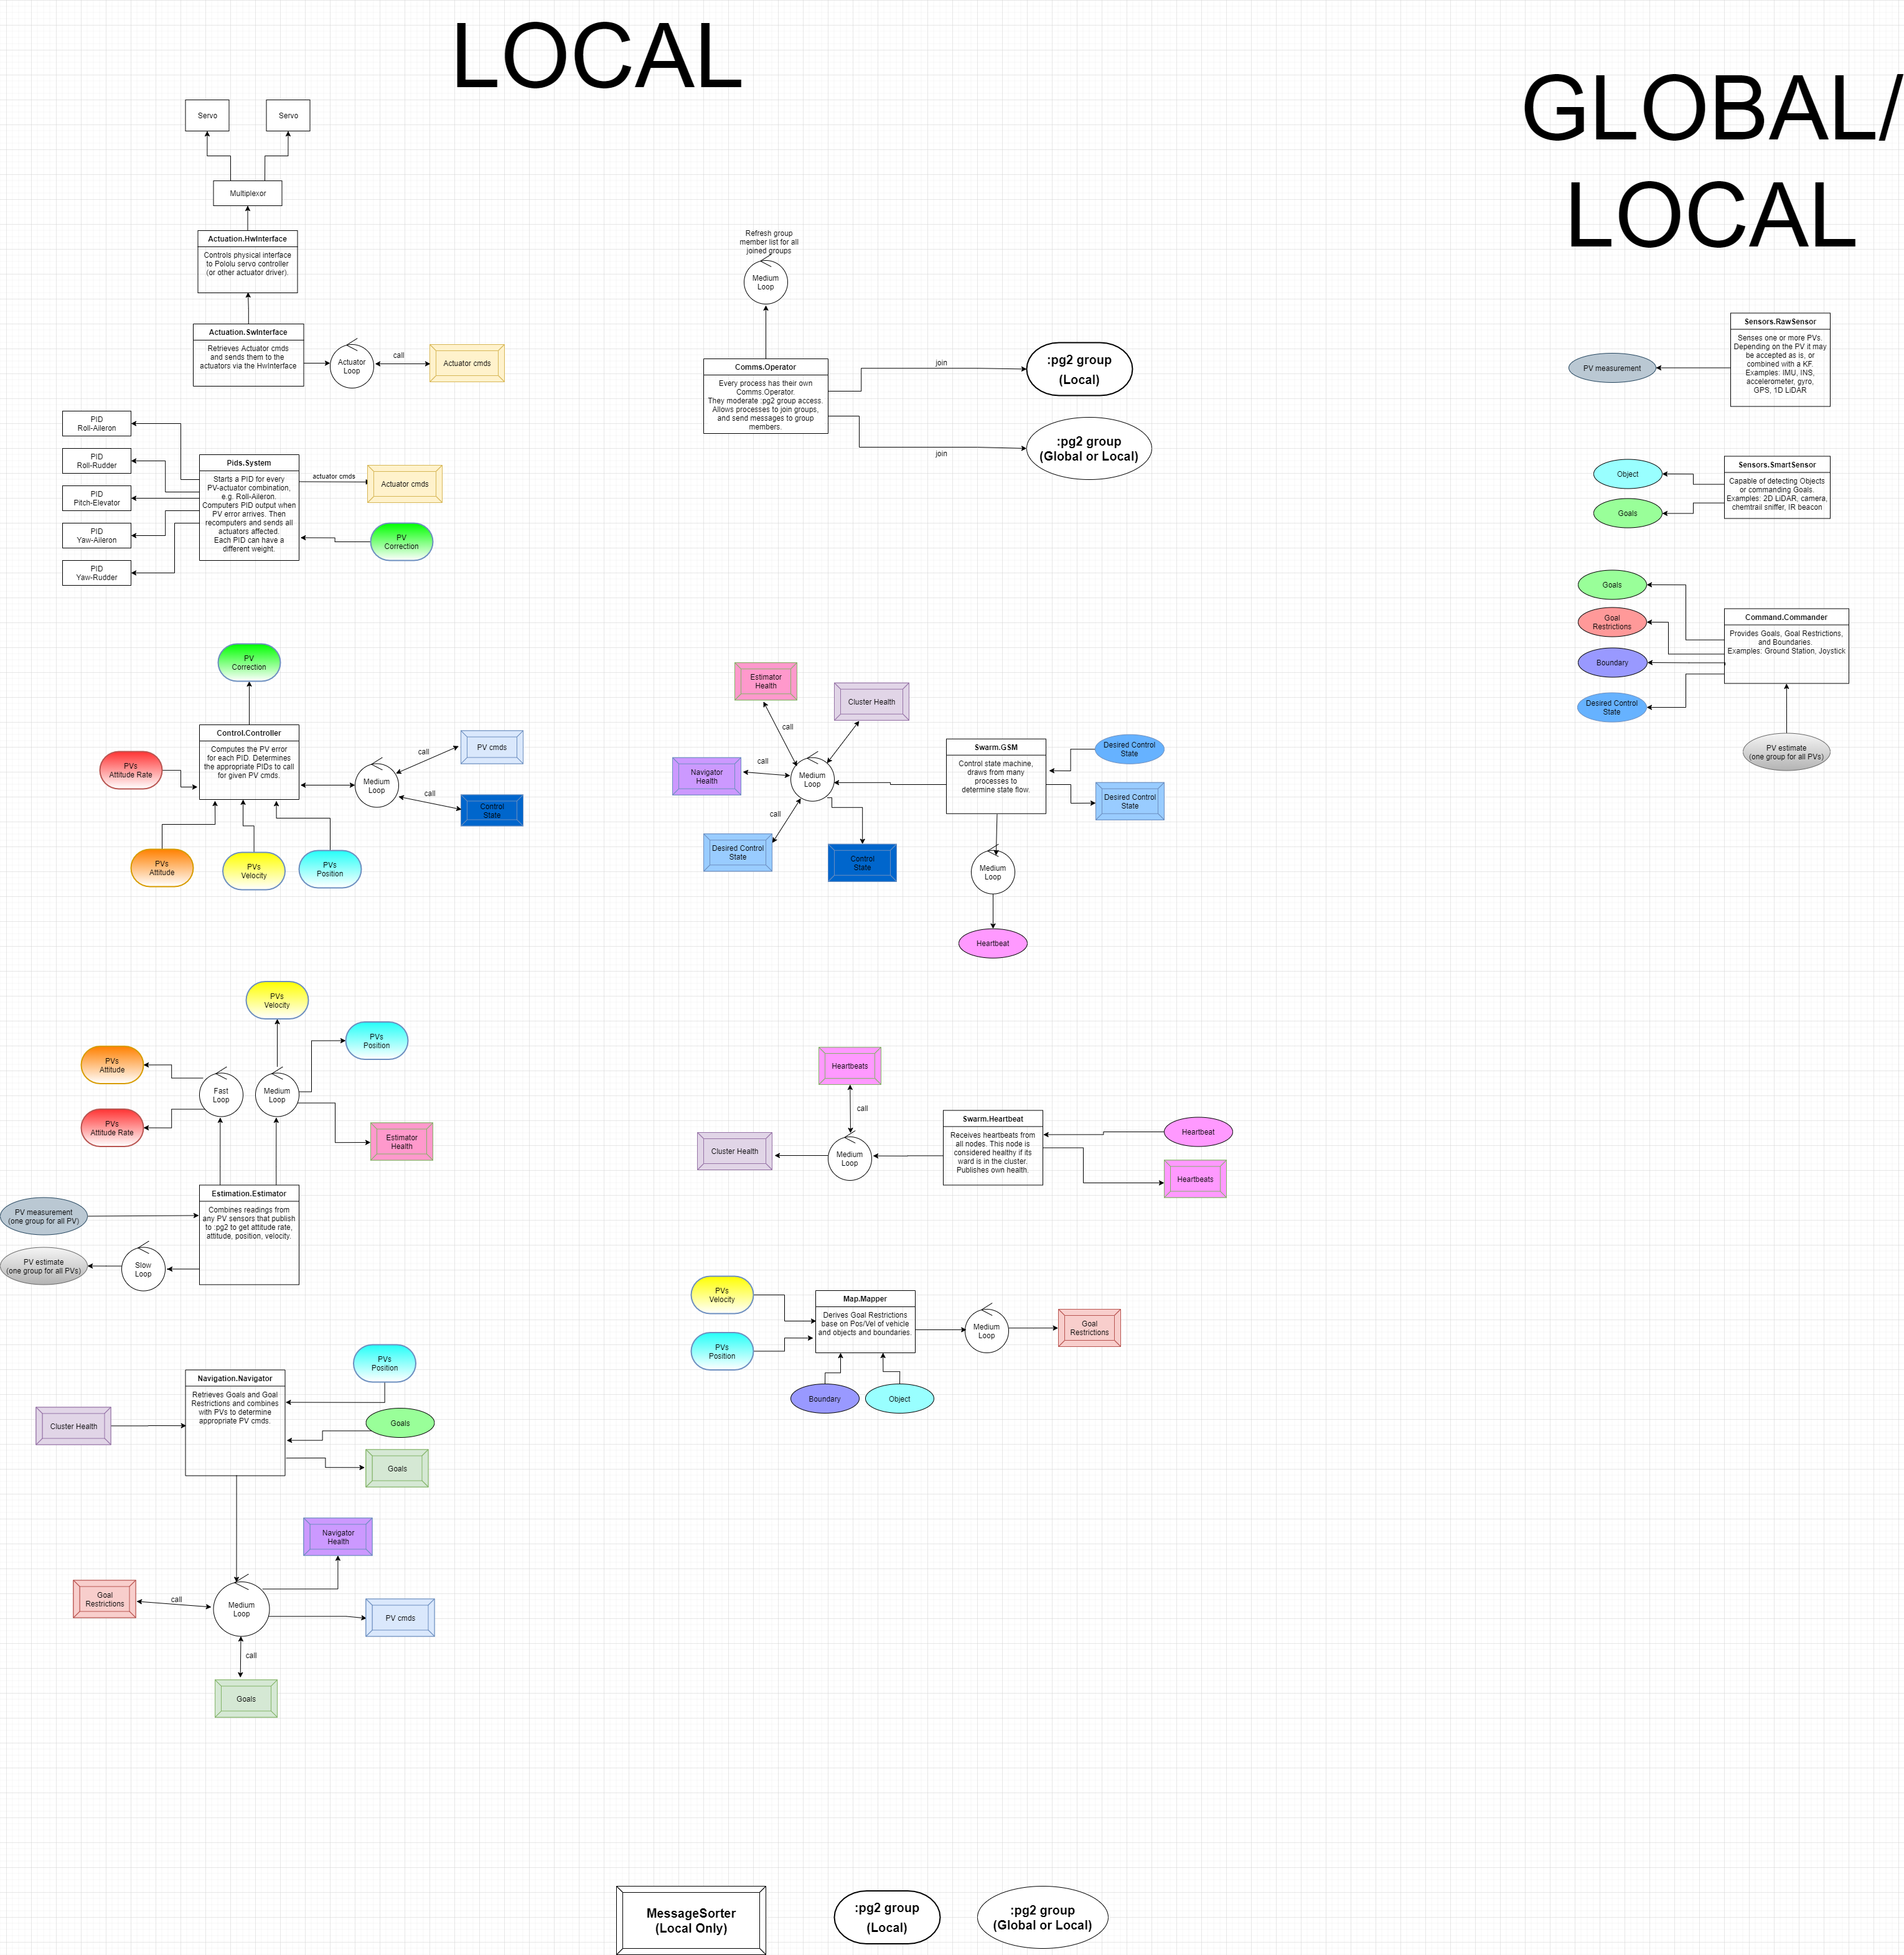 LOCAL
GLOBAL/
LOCAL
Servo
Servo
Multiplexor
Actuation.HwInterface
Controls physical interface
to Pololu servo controller
(or other actuator driver).
Actuation.SwInterface
Retrieves Actuator cmds
and sends them to the
actuators via the HwInterface
Actuator
Loop
call
Actuator cmds
PID
Roll-Aileron
PID
Roll-Rudder
PID
Pitch-Elevator
PID
Yaw-Aileron
PID
Yaw-Rudder
Pids.System
Starts a PID for every
PV-actuator combination,
e.g. Roll-Aileron.
Computers PID output when
PV error arrives. Then
recomputers and sends all
actuators affected.
Each PID can have a
different weight.
actuator cmds
Actuator cmds
PV
Correction
PV
Correction
Control.Controller
Computes the PV error
for each PID. Determines
the appropriate PIDs to call
for given PV cmds.
PVs
Attitude Rate
PVs
Attitude
PVs
Velocity
PVs
Position
Medium
Loop
call
PV cmds
call
Control
State
PVs
Velocity
PVs
Position
PVs
Attitude
Fast
Loop
Medium
Loop
PVs
Attitude Rate
Estimator
Health
Estimation.Estimator
Combines readings from
any PV sensors that publish
to :pg2 to get attitude rate,
attitude, position, velocity.
PV measurement
(one group for all PV)
PV estimate
(one group for all PVs)
Slow
Loop
PVs
Position
Navigation.Navigator
Retrieves Goals and Goal
Restrictions and combines
with PVs to determine
appropriate PV cmds.
Cluster Health
Goals
Goals
Navigator
Health
Goal
Restrictions
call
Medium
Loop
PV cmds
call
Goals
Refresh group
member list for all
joined groups
Medium
Loop
Comms.Operator
Every process has their own
Comms.Operator.
They moderate :pg2 group access.
Allows processes to join groups,
and send messages to group
members.
join
:pg2 group
(Local)
join
:pg2 group
(Global or Local)
Estimator
Health
Cluster Health
call
Navigator
Health
call
Medium
Loop
call
Desired Control
State
Control
State
Swarm.GSM
Control state machine,
draws from many
processes to
determine state flow.
Desired Control
State
Desired Control
State
Medium
Loop
Heartbeat
Heartbeats
call
Cluster Health
Medium
Loop
Swarm.Heartbeat
Receives heartbeats from
all nodes. This node is
considered healthy if its
ward is in the cluster.
Publishes own health.
Heartbeat
Heartbeats
PVs
Velocity
PVs
Position
Map.Mapper
Derives Goal Restrictions
base on Pos/Vel of vehicle
and objects and boundaries.
Medium
Loop
Goal
Restrictions
Boundary
Object
Sensors.RawSensor
Senses one or more PVs.
Depending on the PV it may
be accepted as is, or
combined with a KF.
Examples: IMU, INS,
accelerometer, gyro,
GPS, 1D LiDAR
PV measurement
Sensors.SmartSensor
Capable of detecting Objects
or commanding Goals.
Examples: 2D LiDAR, camera,
chemtrail sniffer, IR beacon
Object
Goals
Goals
Goal
Restrictions
Boundary
Desired Control
State
Command.Commander
Provides Goals, Goal Restrictions,
and Boundaries.
Examples: Ground Station, Joystick
PV estimate
(one group for all PVs)
MessageSorter
(Local Only)
:pg2 group
(Local)
:pg2 group
(Global or Local)